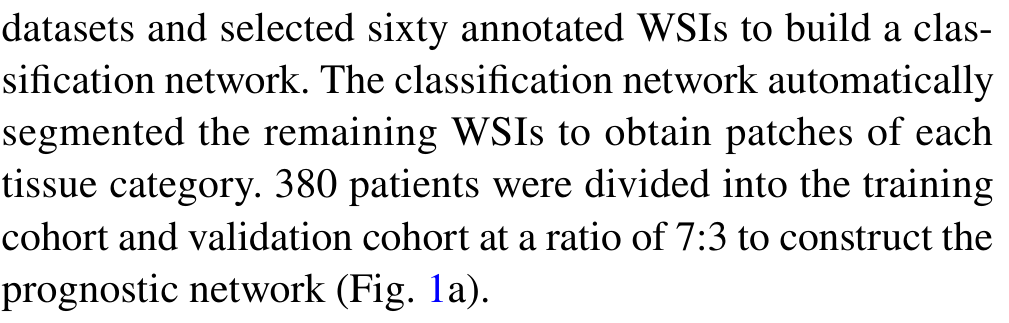 datasets and selected sixty annotated WSIs to build a clas-
sification network. The classification network automatically
segmented the remaining WSIs to obtain patches of each
tissue category. 380 patients were divided into the training
cohort and validation cohort at a ratio of 7:3 to construct the
prognostic network (Fig. 1a).